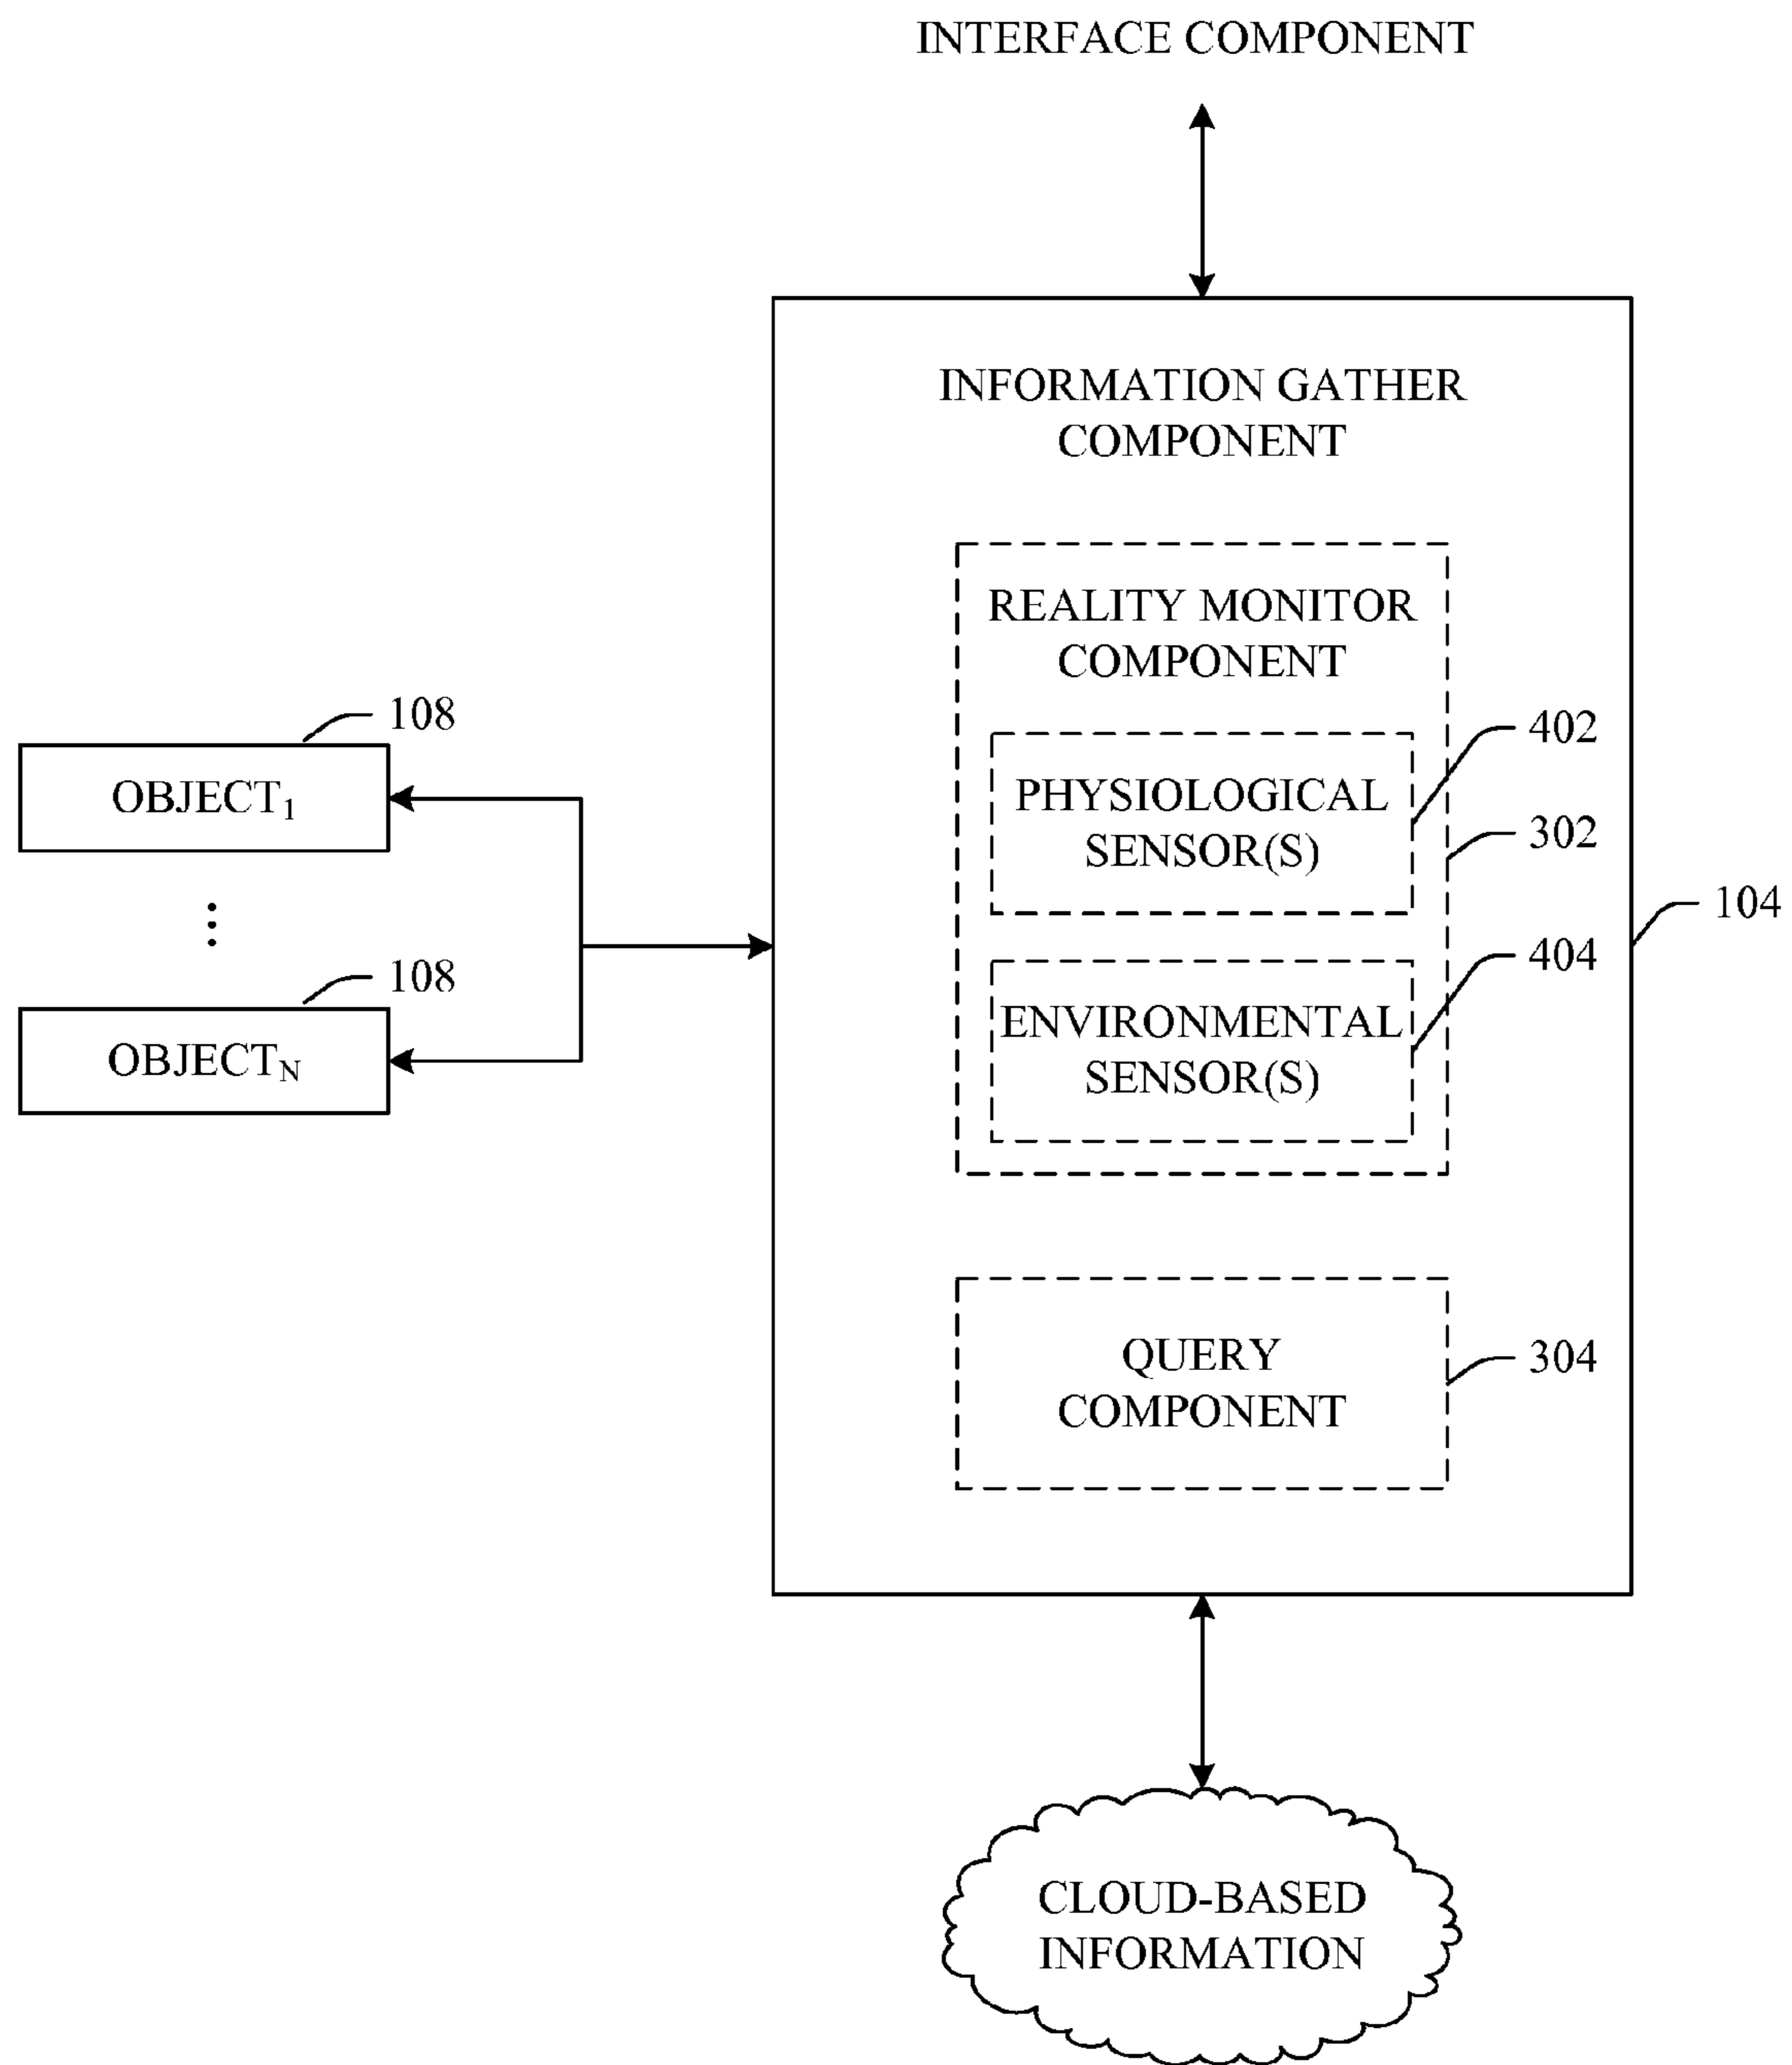 INTERFACE COMPONENT
INFORMATION GATHER
COMPONENT
REALITY MONITOR
COMPONENT
402
PHYSIOLOGICAL
SENSOR(S)
302
104
404
ENVIRONMENTAL
SENSOR(S)
108
OBJECT₁
⋮
108
OBJECT_N
QUERY
COMPONENT
304
CLOUD-BASED
INFORMATION